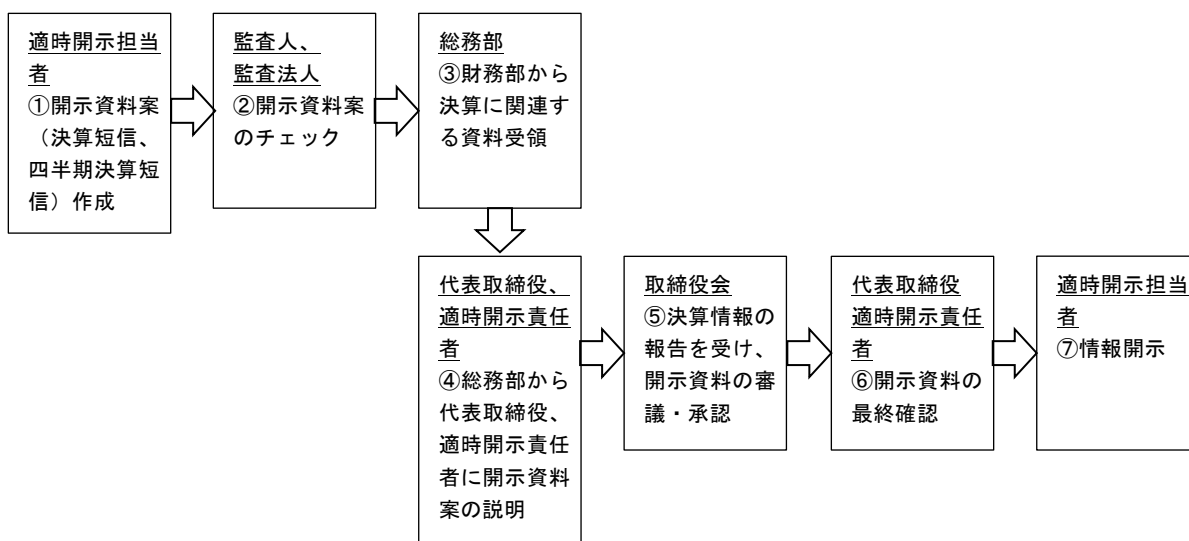 適時開示担当
者
①開示資料案
（決算短信、
四半期決算短
信）作成
監査人、
監査法人
②開示資料案
のチェック
総務部
③財務部から
決算に関連す
る資料受領
代表取締役、
適時開示責任
者
④総務部から
代表取締役、
適時開示責任
者に開示資料
案の説明
取締役会
⑤決算情報の
報告を受け、
開示資料の審
議・承認
代表取締役
適時開示責任
者
⑥開示資料の
最終確認
適時開示担当
者
⑦情報開示